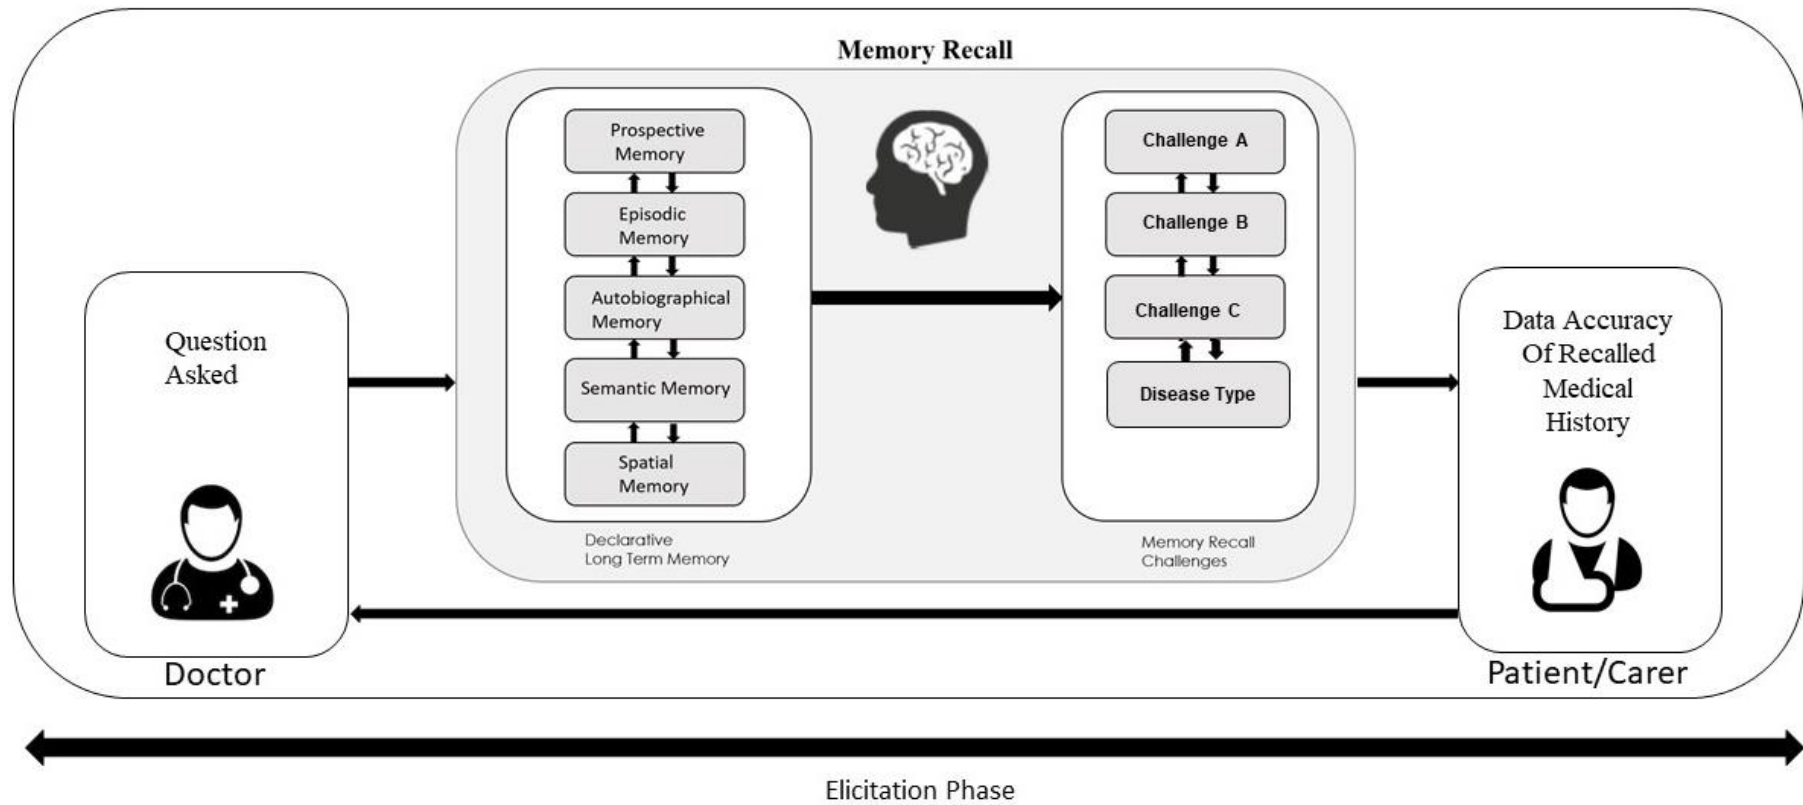 Memory Recall
Question
Asked
Doctor
Prospective
Memory
Episodic
Memory
Autobiographical
Memory
Semantic Memory
Spatial
Memory
Declarative
Long Term Memory
Challenge A
Challenge B
Challenge C
Disease Type
Memory Recall
Challenges
Data Accuracy
Of Recalled
Medical
History
Patient/Carer
Elicitation Phase